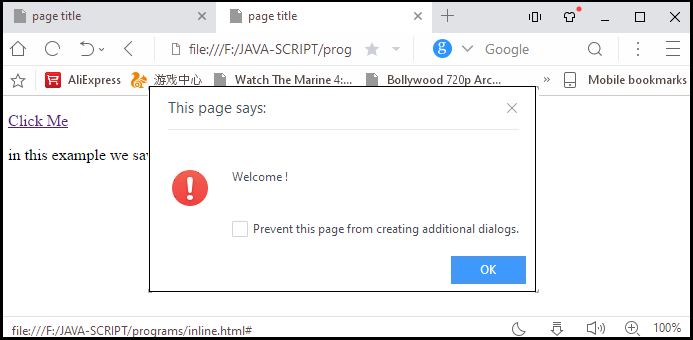 page title
page title
file:///F:/JAVA-SCRIPT/prog
g
Google
AliExpress
游戏中心
Watch The Marine 4:...
Bollywood 720p Arc...
»
Mobile bookmarks
Click Me
in this example we sav
This page says:
Welcome !
Prevent this page from creating additional dialogs.
OK
file:///F:/JAVA-SCRIPT/programs/inline.html#
100%